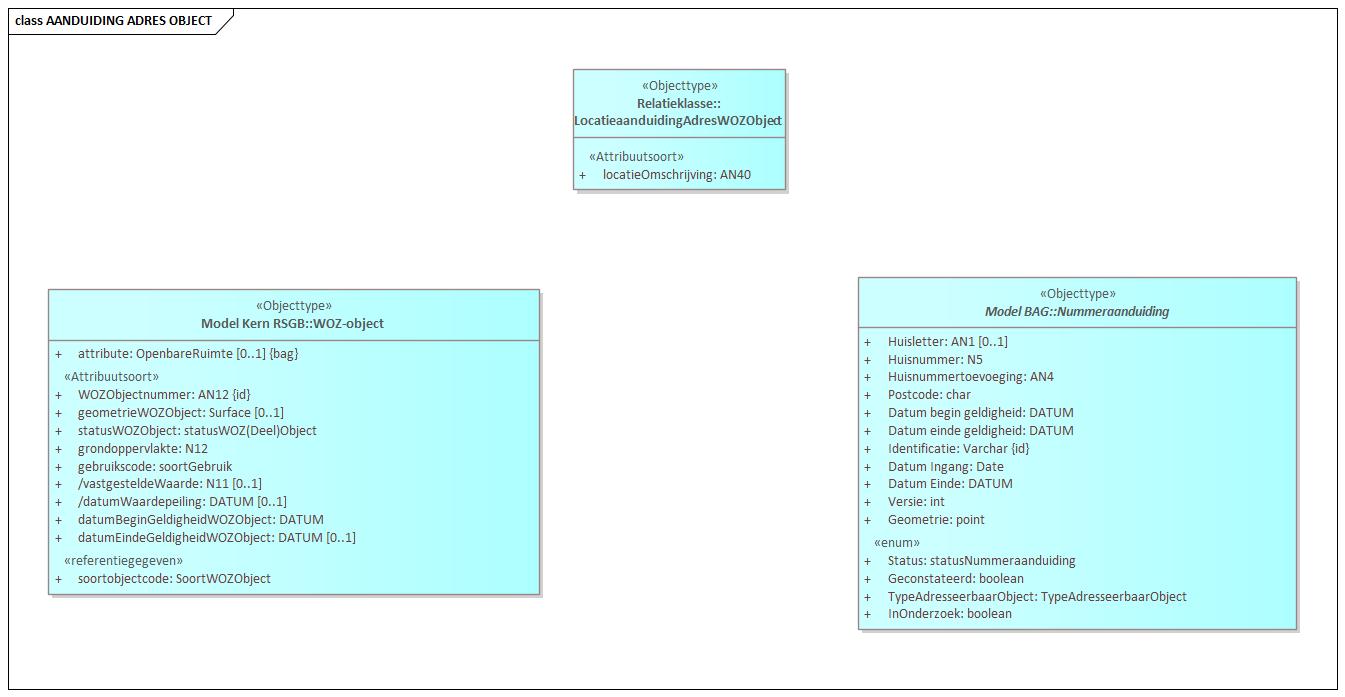 class AANDUIDING ADRES OBJECT
«Objecttype»
Relatieklasse::
LocatieaanduidingAdresWOZObject
«Attribuutsoort»
+ locatieOmschrijving: AN40
«Objecttype»
Model Kern RSGB::WOZ-object
+ attribute: OpenbareRuimte [0..1] {bag}
«Attribuutsoort»
+ WOZObjectnummer: AN12 {id}
+ geometrieWOZObject: Surface [0..1]
+ statusWOZObject: statusWOZ(Deel)Object
+ grondoppervlakte: N12
+ gebruikscode: soortGebruik
+ /vastgesteldeWaarde: N11 [0..1]
+ /datumWaardepeiling: DATUM [0..1]
+ datumBeginGeldigheidWOZObject: DATUM
+ datumEindeGeldigheidWOZObject: DATUM [0..1]
«referentiegegeven»
+ soortobjectcode: SoortWOZObject
«Objecttype»
Model BAG::Nummeraanduiding
+ Huisletter: AN1 [0..1]
+ Huisnummer: N5
+ Huisnummertoevoeging: AN4
+ Postcode: char
+ Datum begin geldigheid: DATUM
+ Datum einde geldigheid: DATUM
+ Identificatie: Varchar {id}
+ Datum Ingang: Date
+ Datum Einde: DATUM
+ Versie: int
+ Geometrie: point
«enum»
+ Status: statusNummeraanduiding
+ Geconstateerd: boolean
+ TypeAdresseerbaarObject: TypeAdresseerbaarObject
+ InOnderzoek: boolean